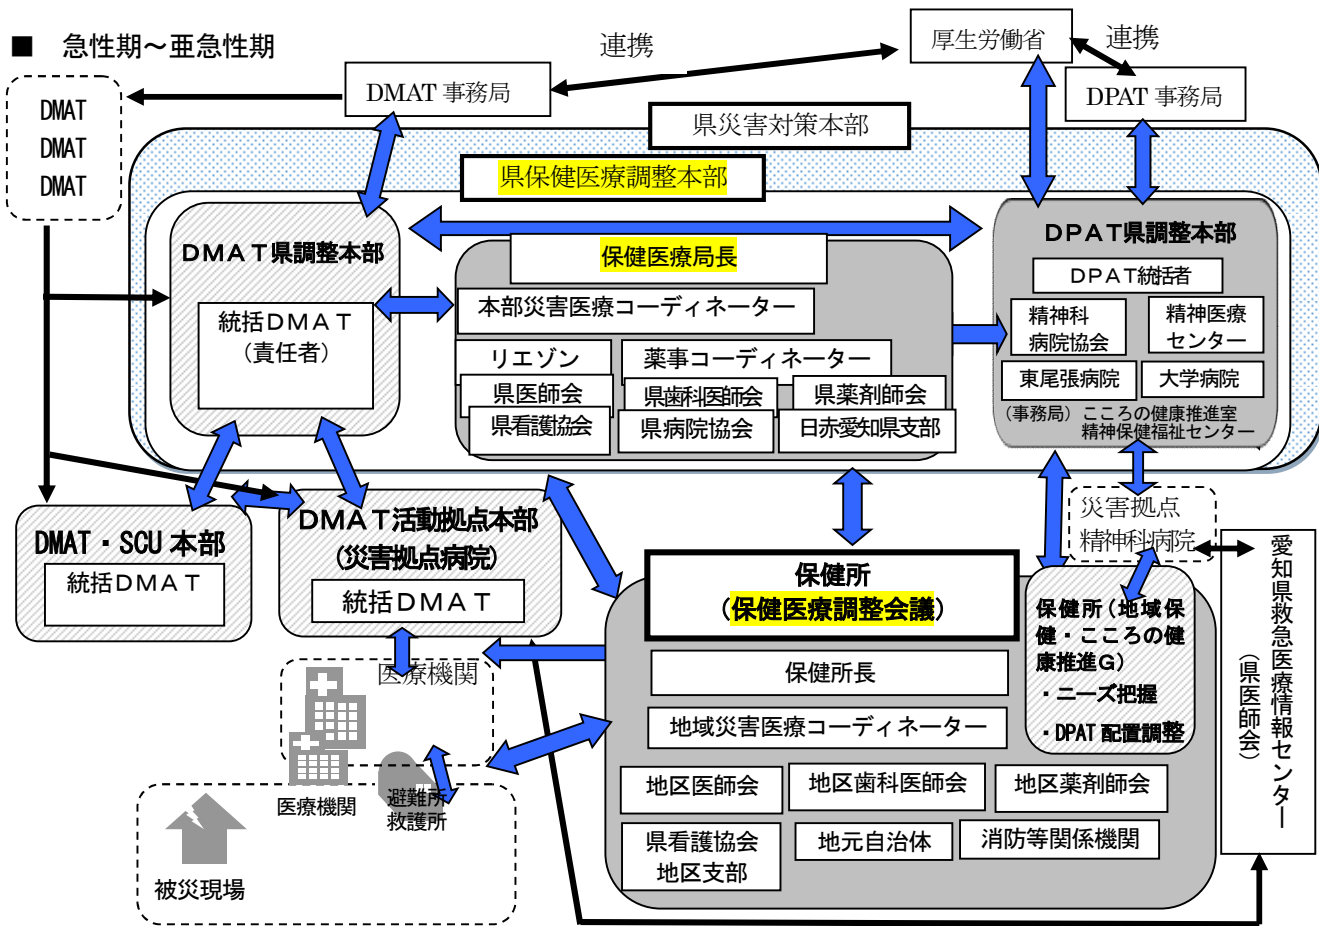 ■ 急性期～亜急性期
連携
厚生労働省
連携
DMAT 事務局
DPAT 事務局
DMAT
DMAT
DMAT
県災害対策本部
県保健医療調整本部
DMAT県調整本部
統括DMAT
(責任者)
保健医療局長
本部災害医療コーディネーター
リエゾン
薬事コーディネーター
県医師会
県歯科医師会
県薬剤師会
県看護協会
県病院協会
日赤愛知県支部
DPAT県調整本部
DPAT統括者
精神科
病院協会
精神医療
センター
東尾張病院
大学病院
（事務局）こころの健康推進室
精神保健福祉センター
DMAT・SCU 本部
統括DMAT
DMAT活動拠点本部
(災害拠点病院)
統括DMAT
災害拠点
精神科病院
保健所
（保健医療調整会議）
保健所長
地域災害医療コーディネーター
地区医師会
地区歯科医師会
地区薬剤師会
県看護協会
地区支部
地元自治体
消防等関係機関
保健所（地域保
健・こころの健
康推進G）
・ニーズ把握
・DPAT 配置調整
愛知県救急医療情報センター
（県医師会）
医療機関
医療機関
避難所
救護所
被災現場